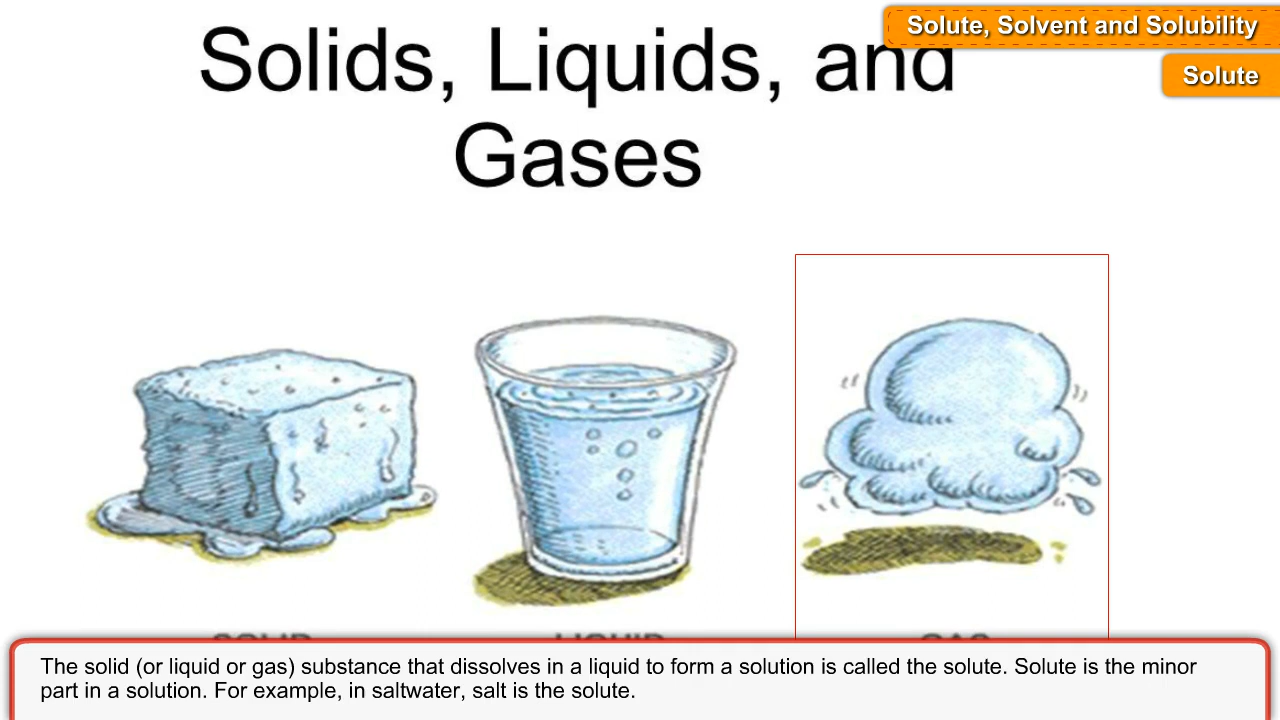 Solute, Solvent and Solubility
Solute
Solids, Liquids, and
Gases
The solid (or liquid or gas) substance that dissolves in a liquid to form a solution is called the solute. Solute is the minor
part in a solution. For example, in saltwater, salt is the solute.